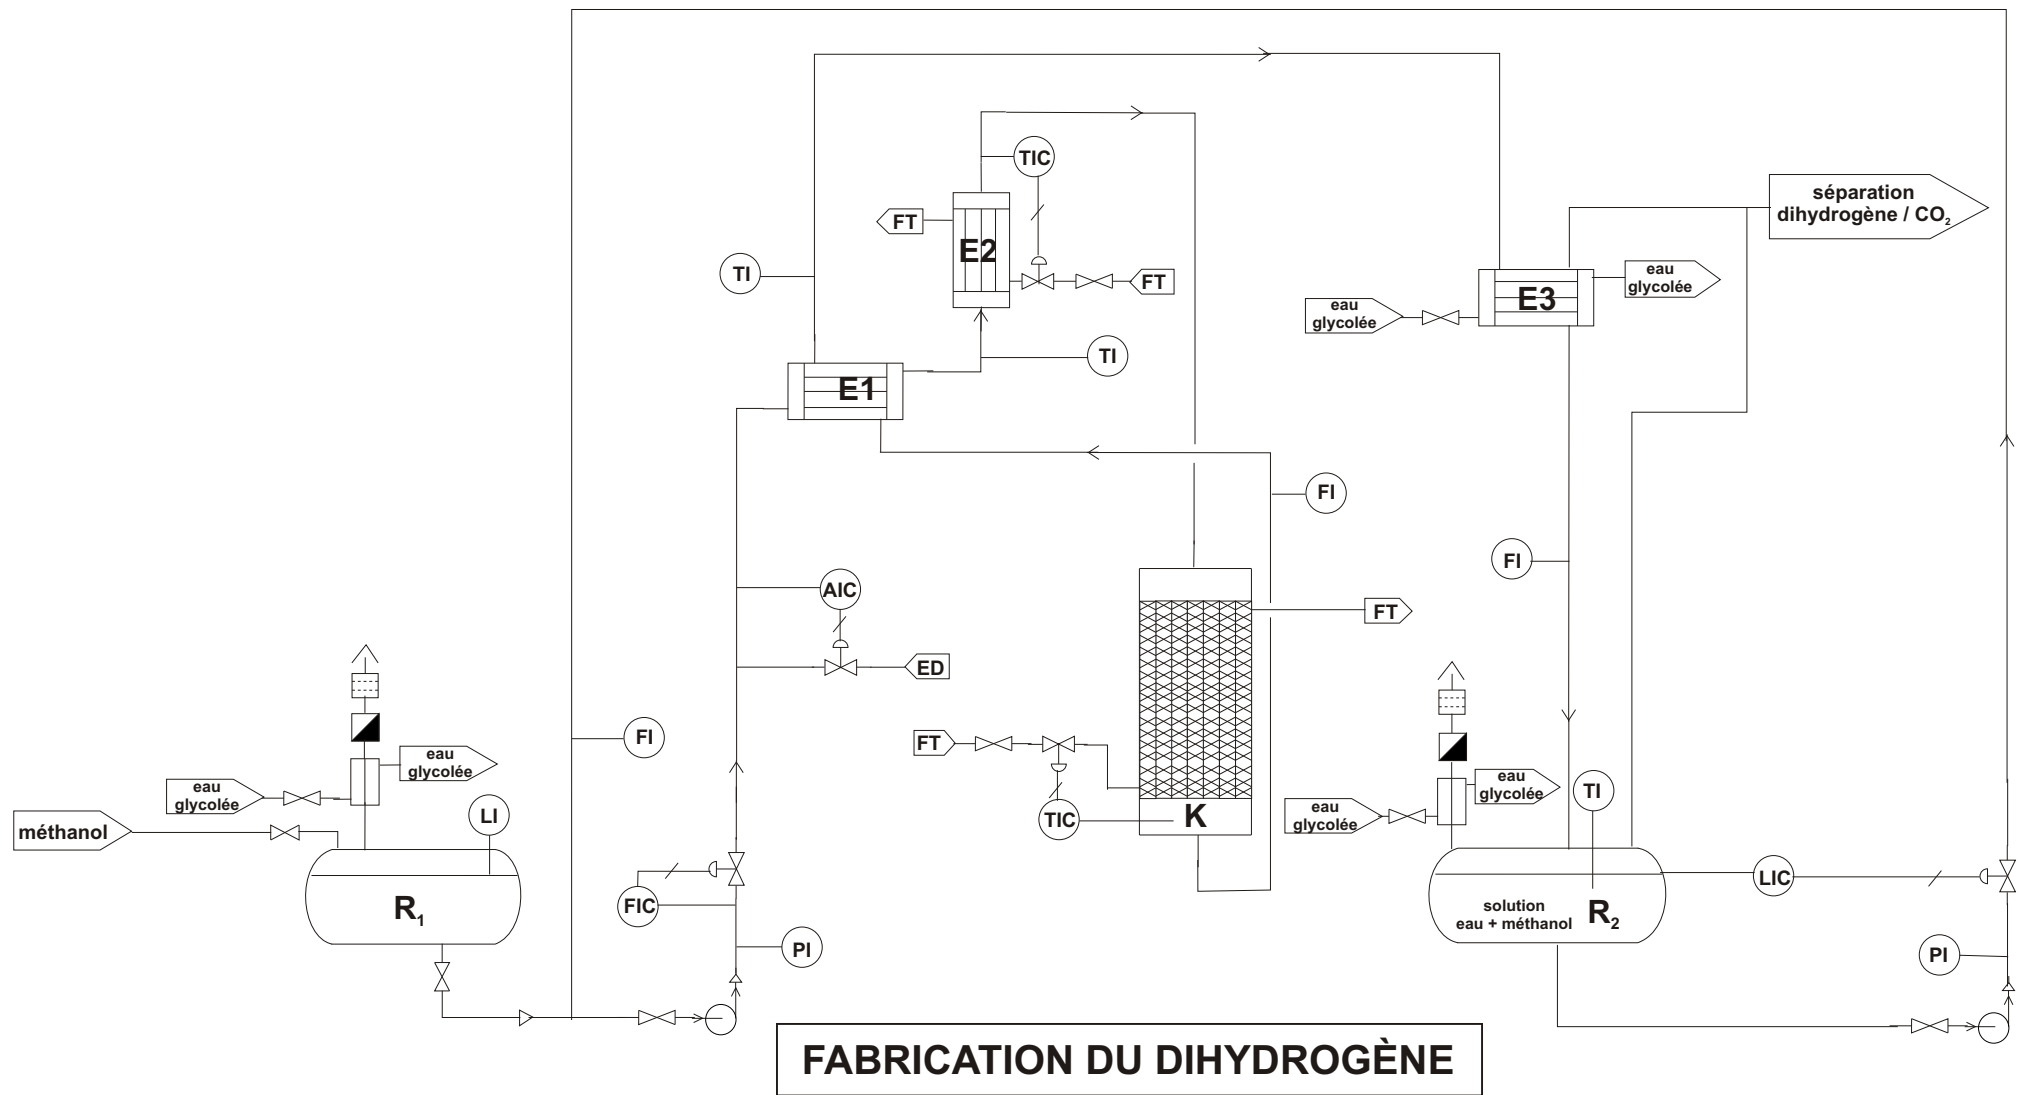 TIC
séparation
dihydrogène / CO₂
FT
E2
TI
FT
eau
glycolée
E3
eau
glycolée
TI
E1
FI
FI
AIC
FT
ED
FI
FT
eau
glycolée
eau
glycolée
eau
glycolée
TI
méthanol
LI
TIC
K
eau
glycolée
LIC
R₁
FIC
solution
eau + méthanol
R₂
PI
PI
FABRICATION DU DIHYDROGÈNE